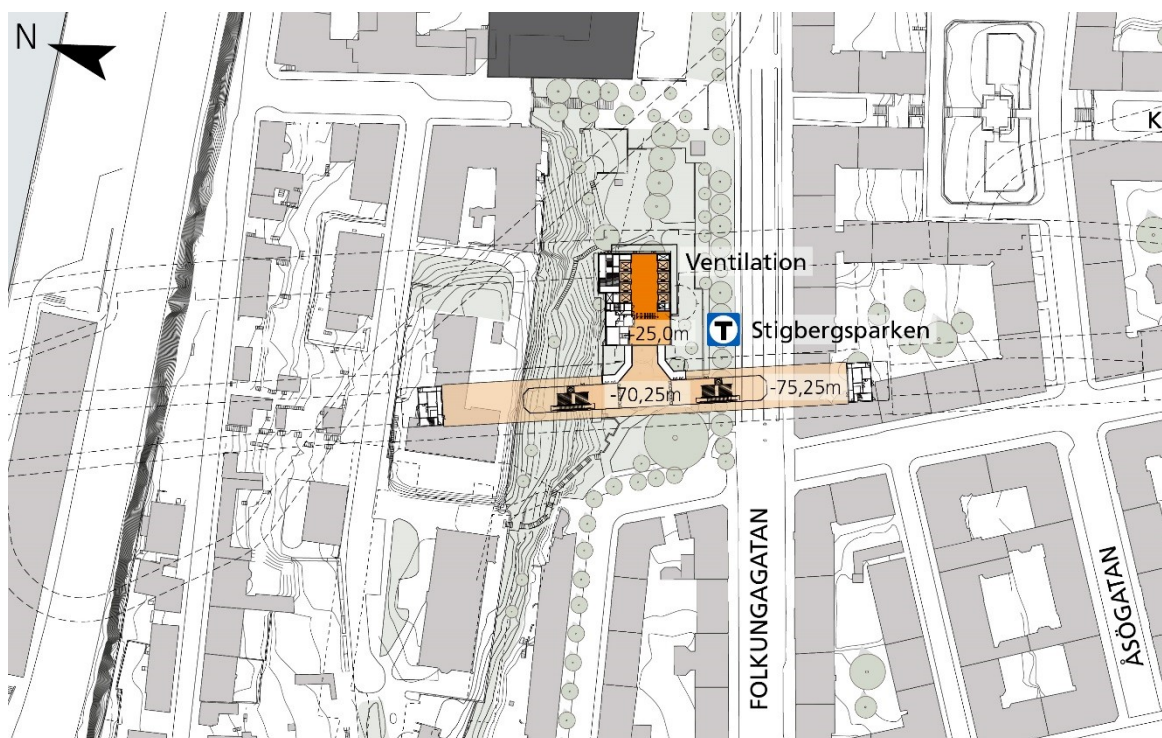 N
K
Ventilation
+25,0m
T
Stigbergsparken
-70,25m
-75,25m
FOLKUNGAGATAN
ÅSÖGATAN